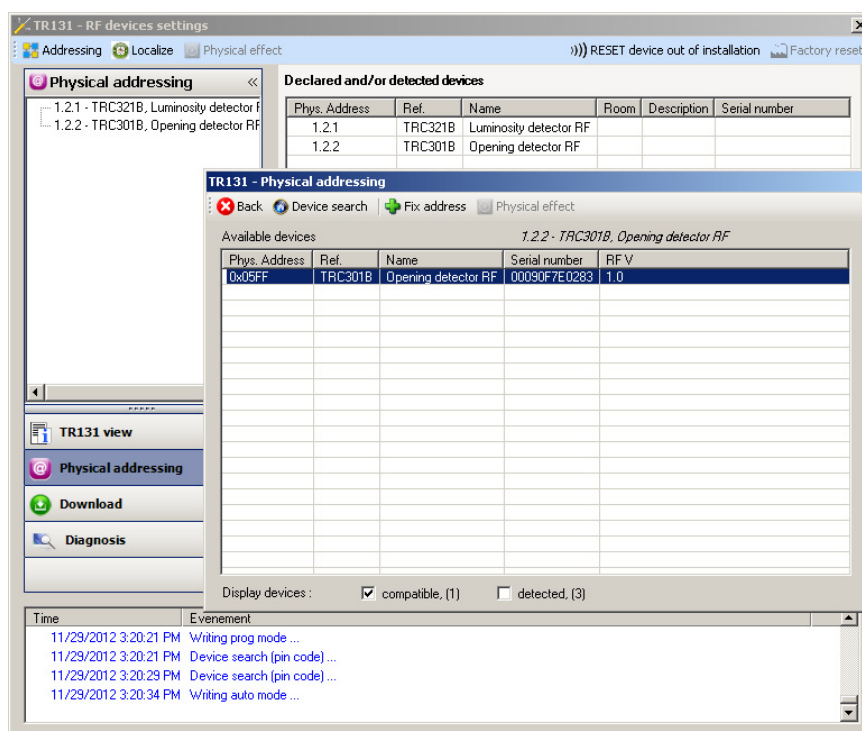 TR131 - RF devices settings
Addressing Localize Physical effect ))) RESET device out of installation Factory reset
Physical addressing «
1.2.1 - TRC321B, Luminosity detector F
1.2.2 - TRC301B, Opening detector RF
Declared and/or detected devices
Phys. Address Ref. Name Room Description Serial number
1.2.1 TRC321B Luminosity detector RF
1.2.2 TRC301B Opening detector RF
TR131 - Physical addressing
Back Device search Fix address Physical effect
Available devices 1.2.2 - TRC301B, Opening detector RF
Phys. Address Ref. Name Serial number RF V
0x05FF TRC301B Opening detector RF 00090F7E0283 1.0
Display devices : compatible, (1) detected, (3)
TR131 view
Physical addressing
Download
Diagnosis
Time Evenement
11/29/2012 3:20:21 PM Writing prog mode ...
11/29/2012 3:20:21 PM Device search (pin code) ...
11/29/2012 3:20:29 PM Device search (pin code) ...
11/29/2012 3:20:34 PM Writing auto mode ...